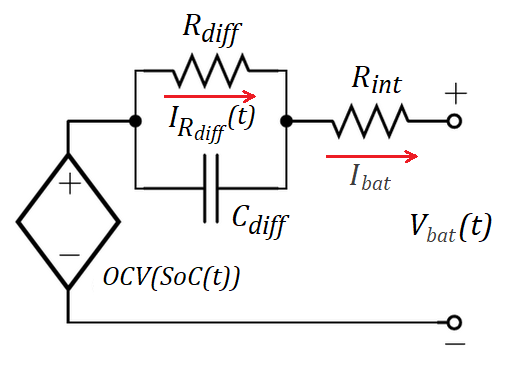 R_diff
I_R_diff(t)
R_int
+
I_bat
C_diff
+
V_bat(t)
−
OCV(SoC(t))
−